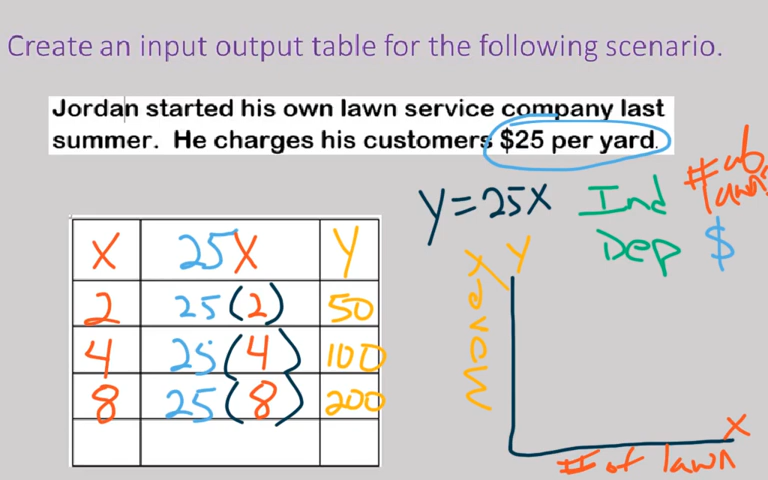 Create an input output table for the following scenario.
Jordan started his own lawn service company last
summer. He charges his customers $25 per yard.
Y=25X
Ind # of lawns
Dep $
X 25X Y
2 25(2) 50
4 25(4) 100
8 25(8) 200
Y
Money
X
# of lawn